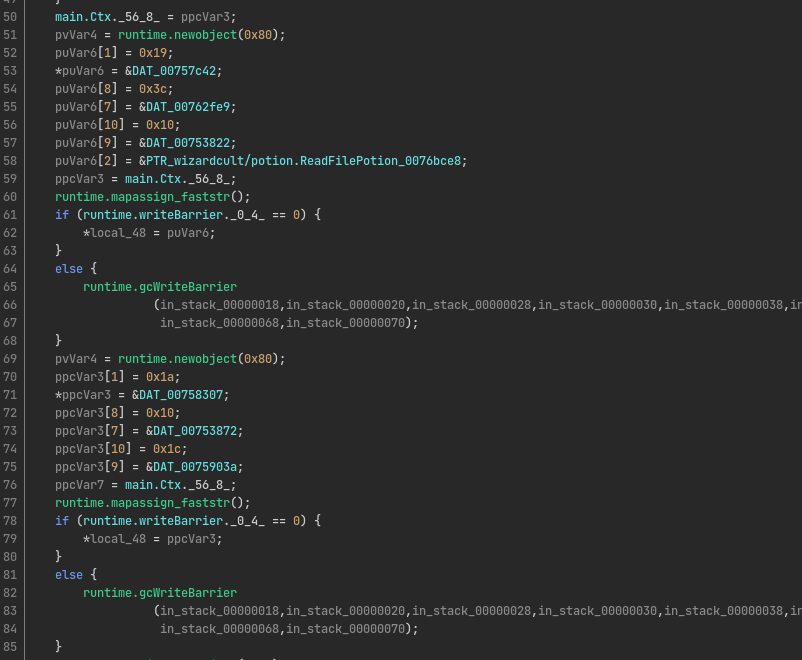 50 main.Ctx._56_8_ = ppcVar3;
51 pvVar4 = runtime.newobject(0x80);
52 puVar6[1] = 0x19;
53 *puVar6 = &DAT_00757c42;
54 puVar6[8] = 0x3c;
55 puVar6[7] = &DAT_00762fe9;
56 puVar6[10] = 0x10;
57 puVar6[9] = &DAT_00753822;
58 puVar6[2] = &PTR_wizardcult/potion.ReadFilePotion_0076bce8;
59 ppcVar3 = main.Ctx._56_8_;
60 runtime.mapassign_faststr();
61 if (runtime.writeBarrier._0_4_ == 0) {
62 *local_48 = puVar6;
63 }
64 else {
65 runtime.gcWriteBarrier
66 (in_stack_00000018,in_stack_00000020,in_stack_00000028,in_stack_00000030,in_stack_00000038,in
67 in_stack_00000068,in_stack_00000070);
68 }
69 pvVar4 = runtime.newobject(0x80);
70 ppcVar3[1] = 0x1a;
71 *ppcVar3 = &DAT_00758307;
72 ppcVar3[8] = 0x10;
73 ppcVar3[7] = &DAT_00753872;
74 ppcVar3[10] = 0x1c;
75 ppcVar3[9] = &DAT_0075903a;
76 ppcVar7 = main.Ctx._56_8_;
77 runtime.mapassign_faststr();
78 if (runtime.writeBarrier._0_4_ == 0) {
79 *local_48 = ppcVar3;
80 }
81 else {
82 runtime.gcWriteBarrier
83 (in_stack_00000018,in_stack_00000020,in_stack_00000028,in_stack_00000030,in_stack_00000038,in
84 in_stack_00000068,in_stack_00000070);
85 }